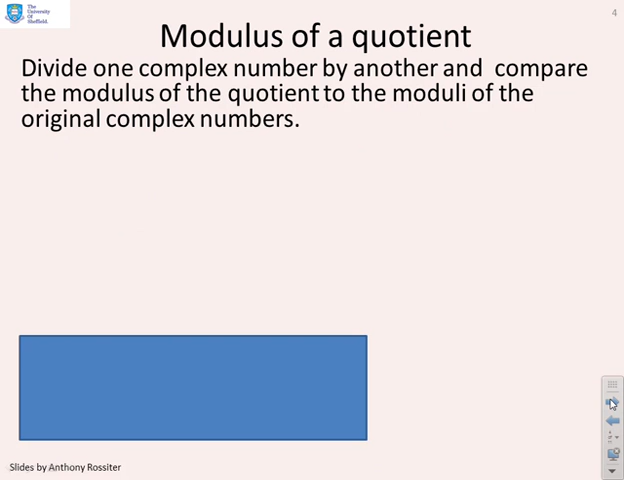 The
University
Of
Sheffield.
4
Modulus of a quotient
Divide one complex number by another and compare
the modulus of the quotient to the moduli of the
original complex numbers.
Slides by Anthony Rossiter